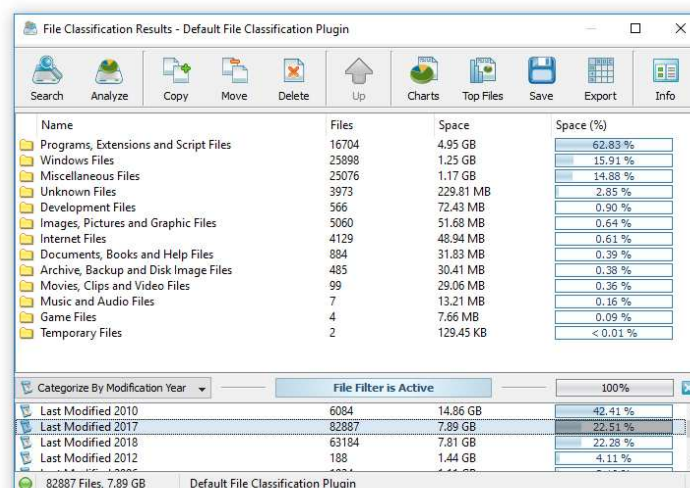 File Classification Results - Default File Classification Plugin
Search Analyze Copy Move Delete Up Charts Top Files Save Export Info
Name Files Space Space (%)
Programs, Extensions and Script Files 16704 4.95 GB 62.83 %
Windows Files 25898 1.25 GB 15.91 %
Miscellaneous Files 25076 1.17 GB 14.88 %
Unknown Files 3973 229.81 MB 2.85 %
Development Files 566 72.43 MB 0.90 %
Images, Pictures and Graphic Files 5060 51.68 MB 0.64 %
Internet Files 4129 48.94 MB 0.61 %
Documents, Books and Help Files 884 31.83 MB 0.39 %
Archive, Backup and Disk Image Files 485 30.41 MB 0.38 %
Movies, Clips and Video Files 99 29.06 MB 0.36 %
Music and Audio Files 7 13.21 MB 0.16 %
Game Files 4 7.66 MB 0.09 %
Temporary Files 2 129.45 KB < 0.01 %
Categorize By Modification Year File Filter is Active 100%
Last Modified 2010 6084 14.86 GB 42.41 %
Last Modified 2017 82887 7.89 GB 22.51 %
Last Modified 2018 63184 7.81 GB 22.28 %
Last Modified 2012 188 1.44 GB 4.11 %
82887 Files, 7.89 GB Default File Classification Plugin